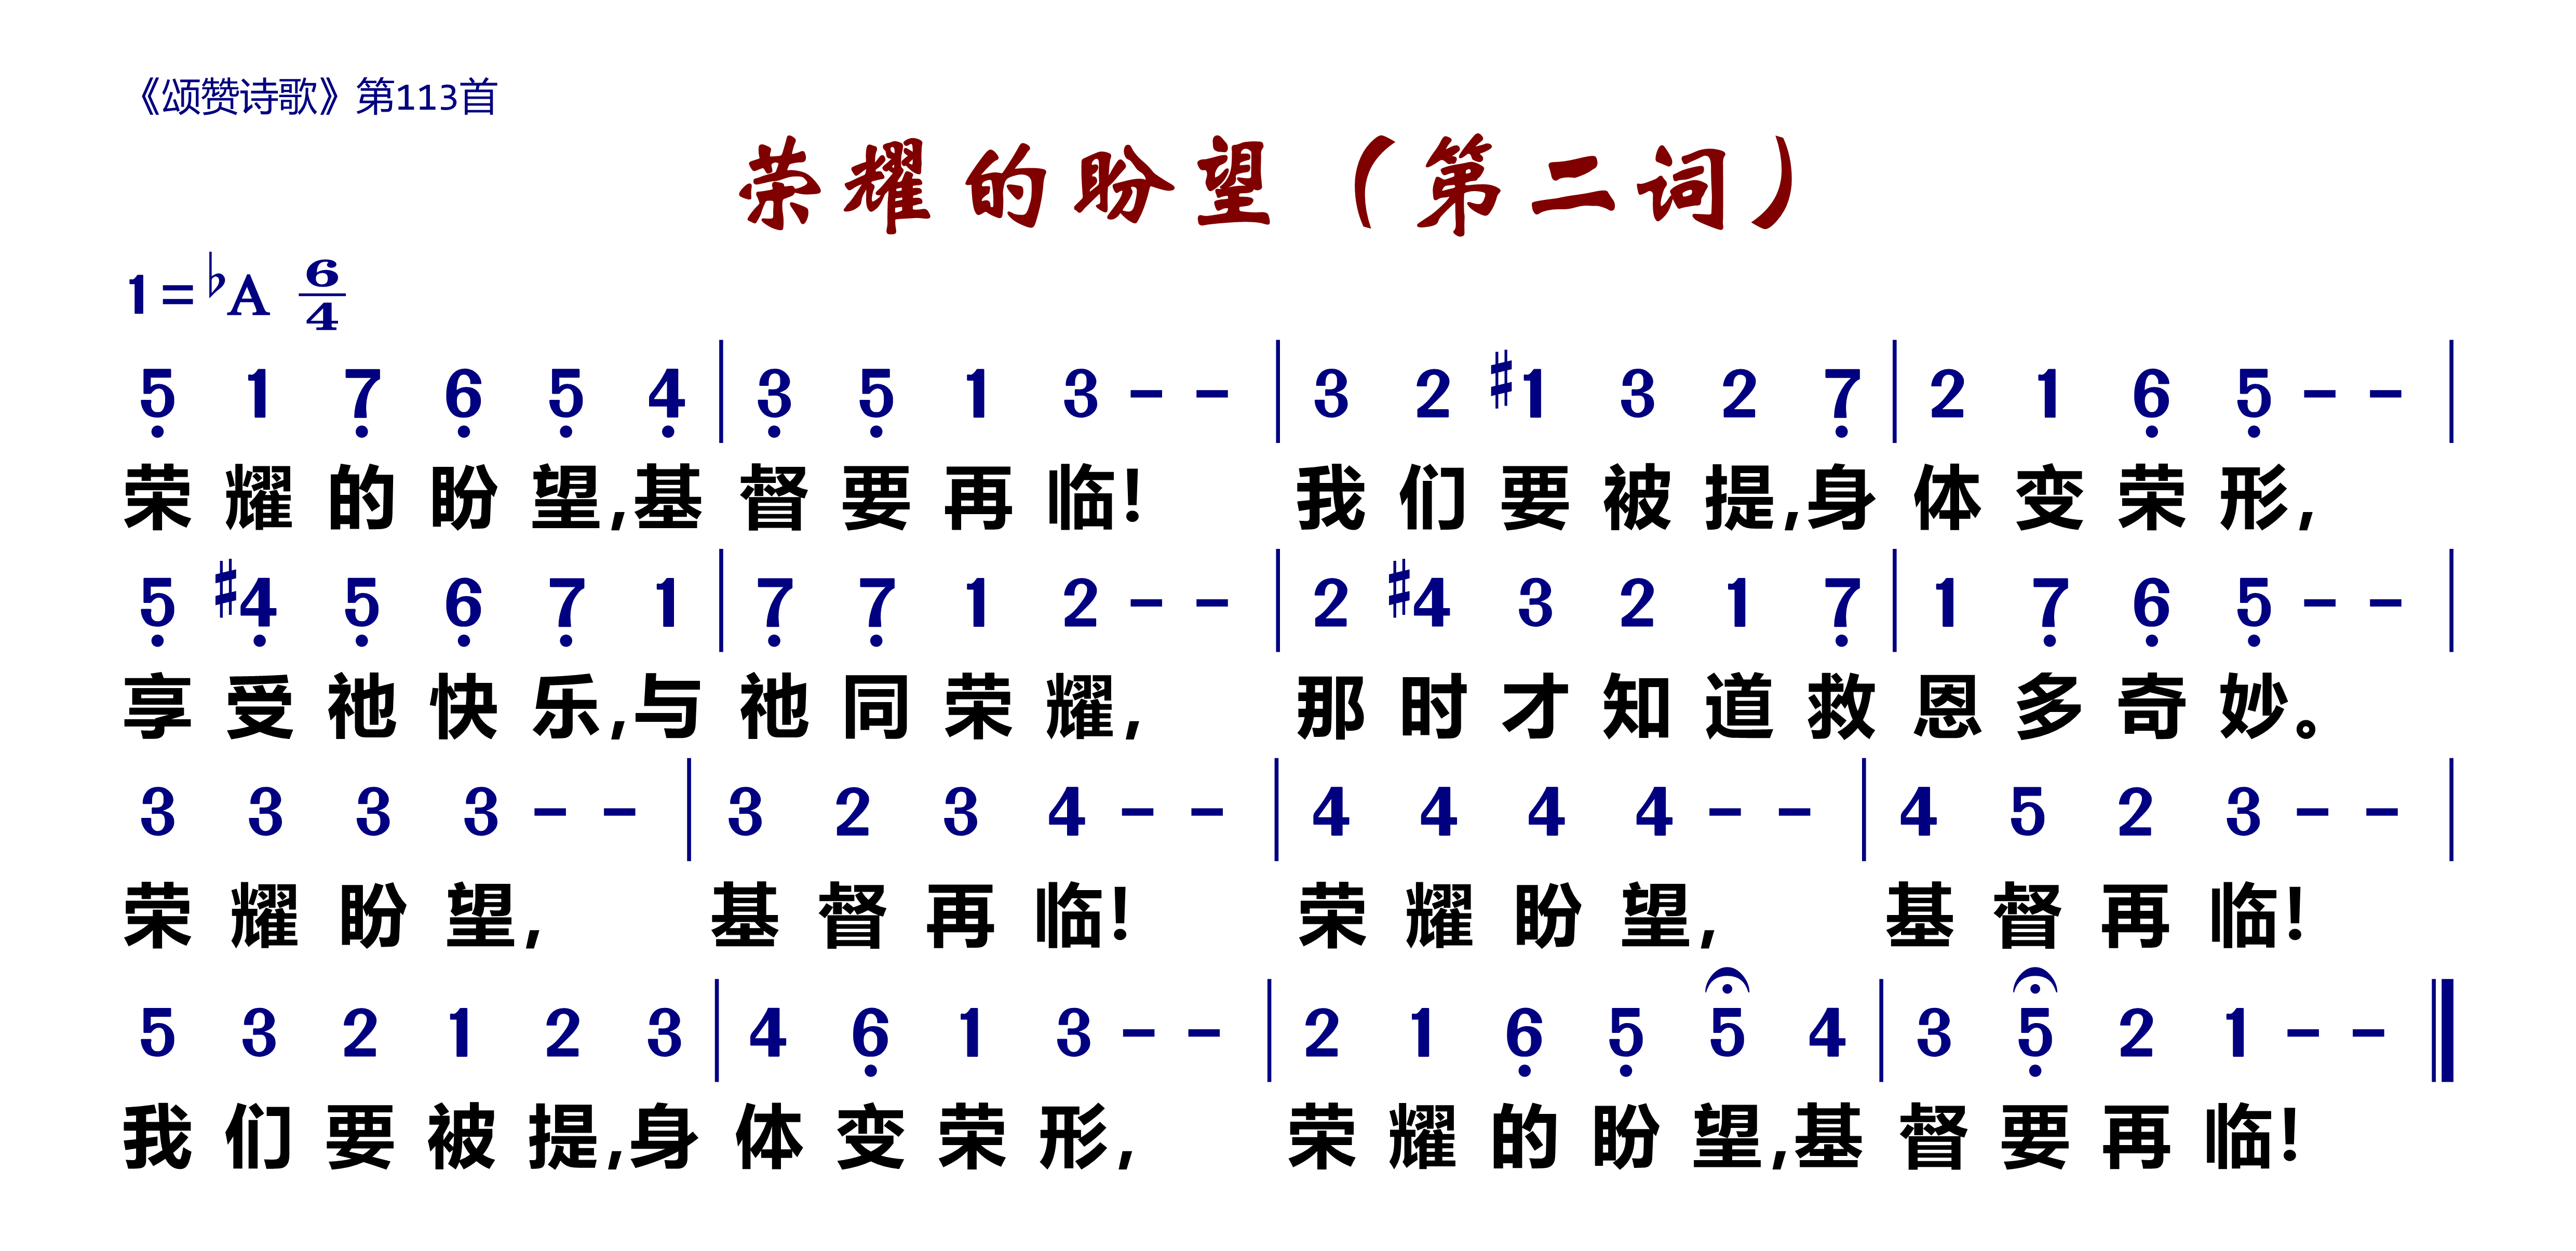 《颂赞诗歌》第113首
荣耀的盼望（第二词）
1=♭A 6/4
5̣ 1 7̣ 6̣ 5̣ 4̣ | 3̣ 5̣ 1 3 - - | 3 2 #1 3 2 7̣ | 2 1 6̣ 5̣ - - |
荣耀的盼望,基督要再临! 我们要被提,身体变荣形,
5̣ #4̣ 5̣ 6̣ 7̣ 1 | 7̣ 7̣ 1 2 - - | 2 #4 3 2 1 7̣ | 1 7̣ 6̣ 5̣ - - |
享受祂快乐,与祂同荣耀, 那时才知道救恩多奇妙。
3 3 3 3 - - | 3 2 3 4 - - | 4 4 4 4 - - | 4 5 2 3 - - |
荣耀盼望, 基督再临! 荣耀盼望, 基督再临!
5 3 2 1 2 3 | 4 6̣ 1 3 - - | 2 1 6̣ 5̣ 5 4 | 3 5̣ 2 1 - - ‖
我们要被提,身体变荣形, 荣耀的盼望,基督要再临!